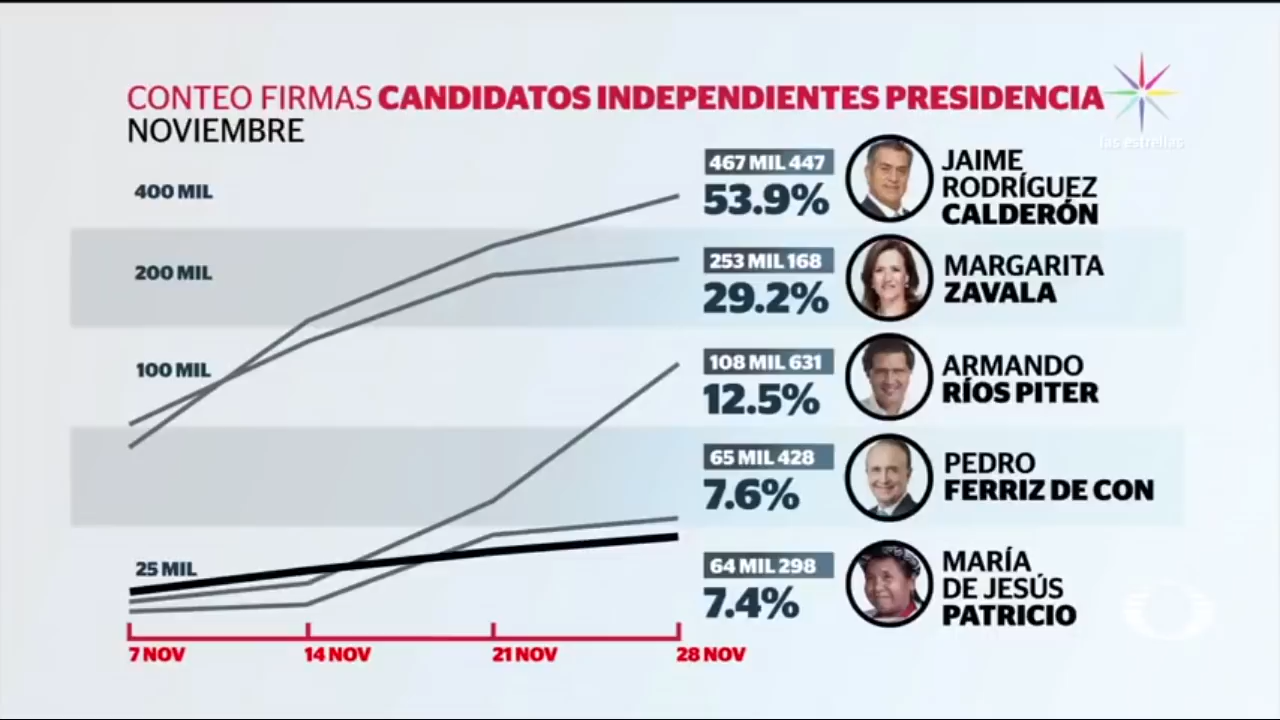 CONTEO FIRMAS CANDIDATOS INDEPENDIENTES PRESIDENCIA
NOVIEMBRE
las estrellas
400 MIL
200 MIL
100 MIL
25 MIL
467 MIL 447
53.9%
JAIME
RODRÍGUEZ
CALDERÓN
253 MIL 168
29.2%
MARGARITA
ZAVALA
108 MIL 631
12.5%
ARMANDO
RÍOS PITER
65 MIL 428
7.6%
PEDRO
FERRIZ DE CON
64 MIL 298
7.4%
MARÍA
DE JESÚS
PATRICIO
7 NOV
14 NOV
21 NOV
28 NOV